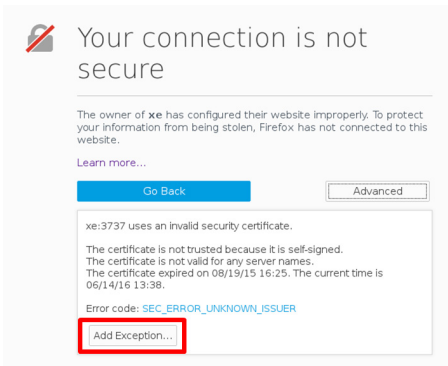 Your connection is not
secure
The owner of xe has configured their website improperly. To protect
your information from being stolen, Firefox has not connected to this
website.
Learn more...
Go Back
Advanced
xe:3737 uses an invalid security certificate.
The certificate is not trusted because it is self-signed.
The certificate is not valid for any server names.
The certificate expired on 08/19/15 16:25. The current time is
06/14/16 13:38.
Error code: SEC_ERROR_UNKNOWN_ISSUER
Add Exception...